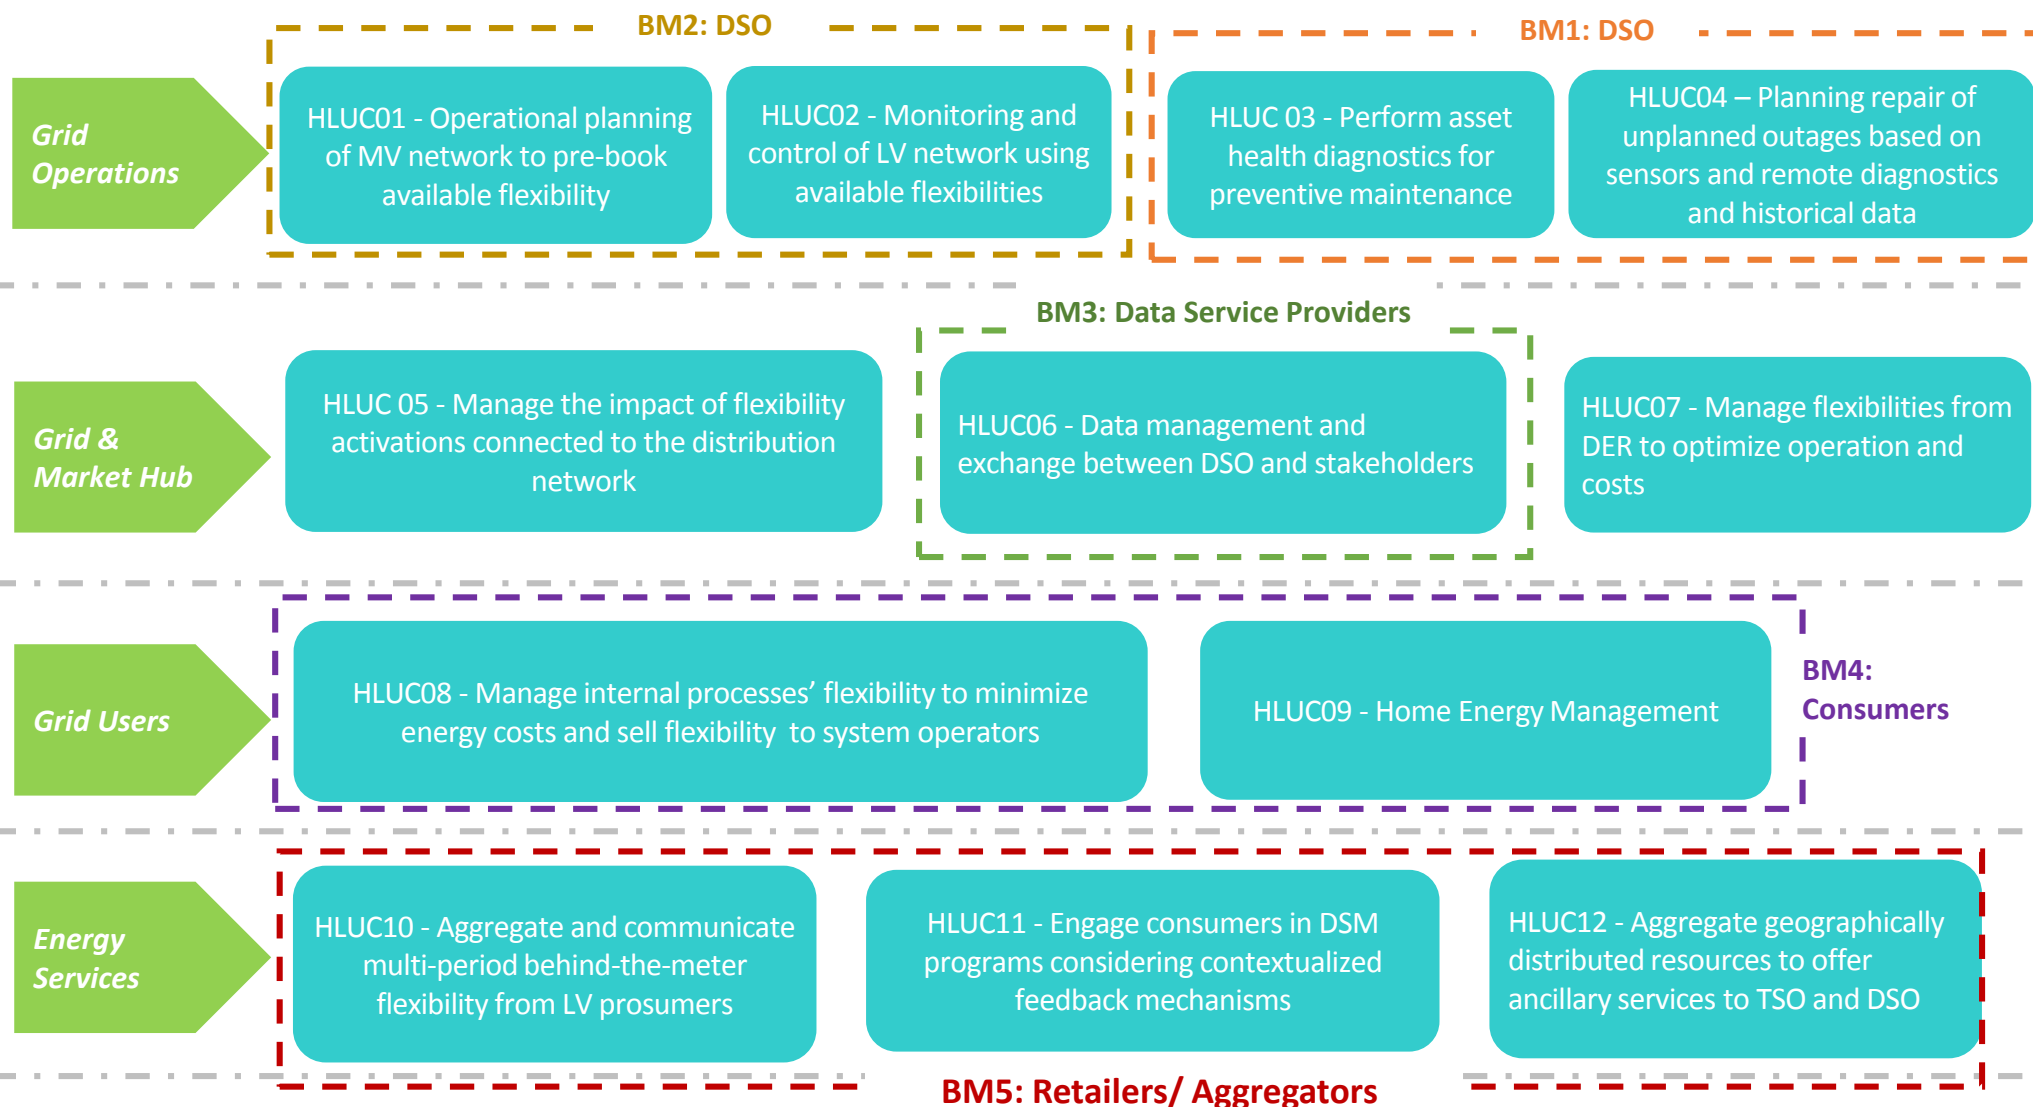 BM2: DSO
BM1: DSO
Grid
Operations
HLUC01 - Operational planning
of MV network to pre-book
available flexibility
HLUC02 - Monitoring and
control of LV network using
available flexibilities
HLUC 03 - Perform asset
health diagnostics for
preventive maintenance
HLUC04 – Planning repair of
unplanned outages based on
sensors and remote diagnostics
and historical data
BM3: Data Service Providers
Grid &
Market Hub
HLUC 05 - Manage the impact of flexibility
activations connected to the distribution
network
HLUC06 - Data management and
exchange between DSO and stakeholders
HLUC07 - Manage flexibilities from
DER to optimize operation and
costs
Grid Users
HLUC08 - Manage internal processes’ flexibility to minimize
energy costs and sell flexibility  to system operators
HLUC09 - Home Energy Management
BM4:
Consumers
Energy
Services
HLUC10 - Aggregate and communicate
multi-period behind-the-meter
flexibility from LV prosumers
HLUC11 - Engage consumers in DSM
programs considering contextualized
feedback mechanisms
HLUC12 - Aggregate geographically
distributed resources to offer
ancillary services to TSO and DSO
BM5: Retailers/ Aggregators